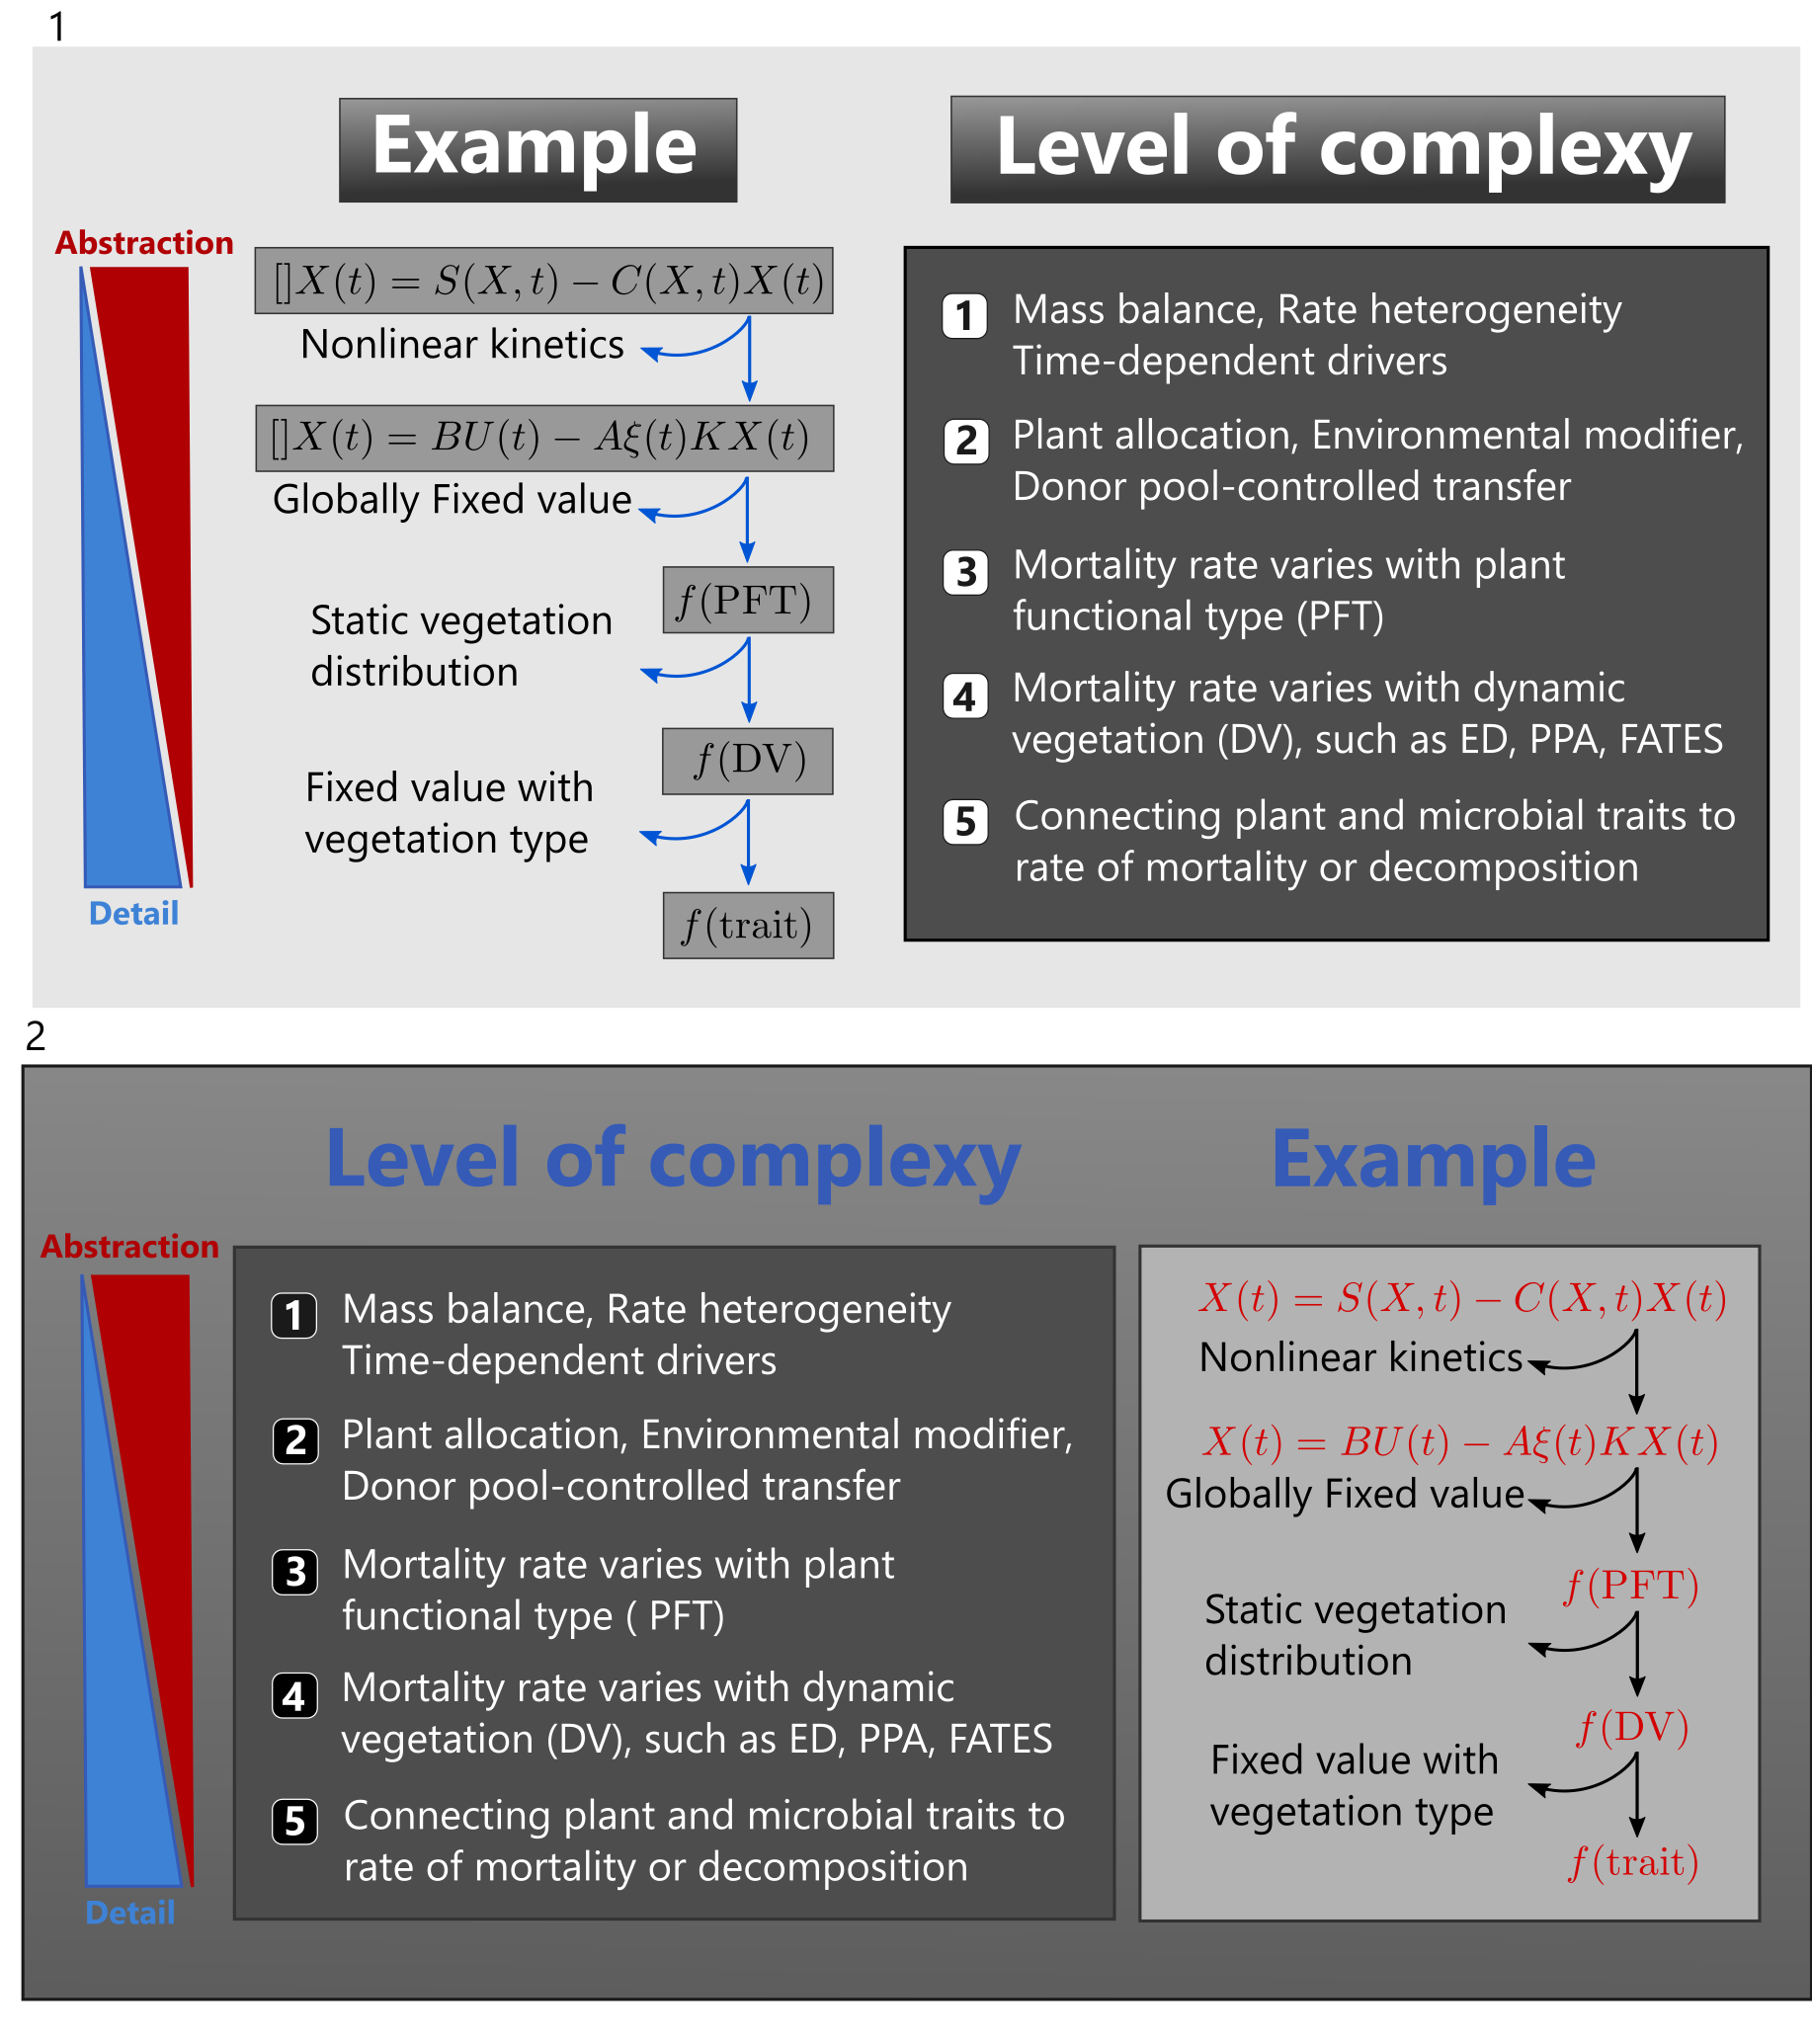 1
Example
Level of complexy
Abstraction
[]X(t) = S(X, t) − C(X, t)X(t)
Nonlinear kinetics
[]X(t) = BU(t) − Aξ(t)KX(t)
Globally Fixed value
f(PFT)
Static vegetation
distribution
f(DV)
Fixed value with
vegetation type
f(trait)
Detail
1 Mass balance, Rate heterogeneity
Time-dependent drivers
2 Plant allocation, Environmental modifier,
Donor pool-controlled transfer
3 Mortality rate varies with plant
functional type (PFT)
4 Mortality rate varies with dynamic
vegetation (DV), such as ED, PPA, FATES
5 Connecting plant and microbial traits to
rate of mortality or decomposition
2
Level of complexy
Example
Abstraction
1 Mass balance, Rate heterogeneity
Time-dependent drivers
2 Plant allocation, Environmental modifier,
Donor pool-controlled transfer
3 Mortality rate varies with plant
functional type ( PFT)
4 Mortality rate varies with dynamic
vegetation (DV), such as ED, PPA, FATES
5 Connecting plant and microbial traits to
rate of mortality or decomposition
Detail
X(t) = S(X, t) − C(X, t)X(t)
Nonlinear kinetics
X(t) = BU(t) − Aξ(t)KX(t)
Globally Fixed value
f(PFT)
Static vegetation
distribution
f(DV)
Fixed value with
vegetation type
f(trait)